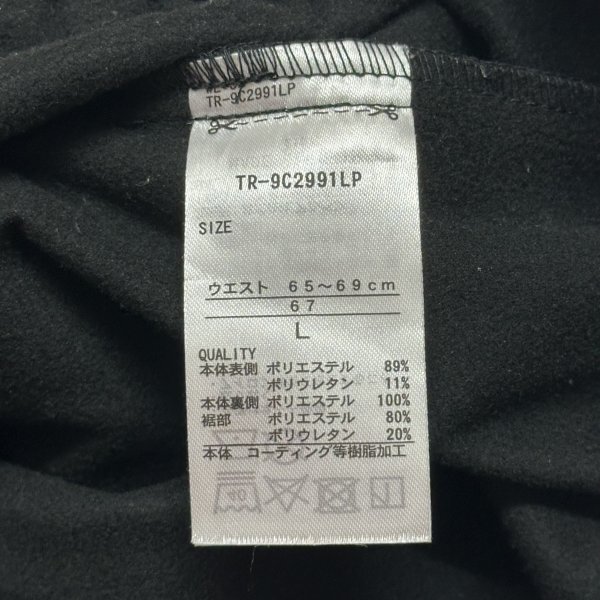 TR-9C2991LP
TR-9C2991LP
SIZE
ウエスト 65～69cm
67
L
QUALITY
本体表側 ポリエステル 89%
ポリウレタン 11%
本体裏側 ポリエステル 100%
裾部 ポリエステル 80%
ポリウレタン 20%
本体 コーティング等樹脂加工
40